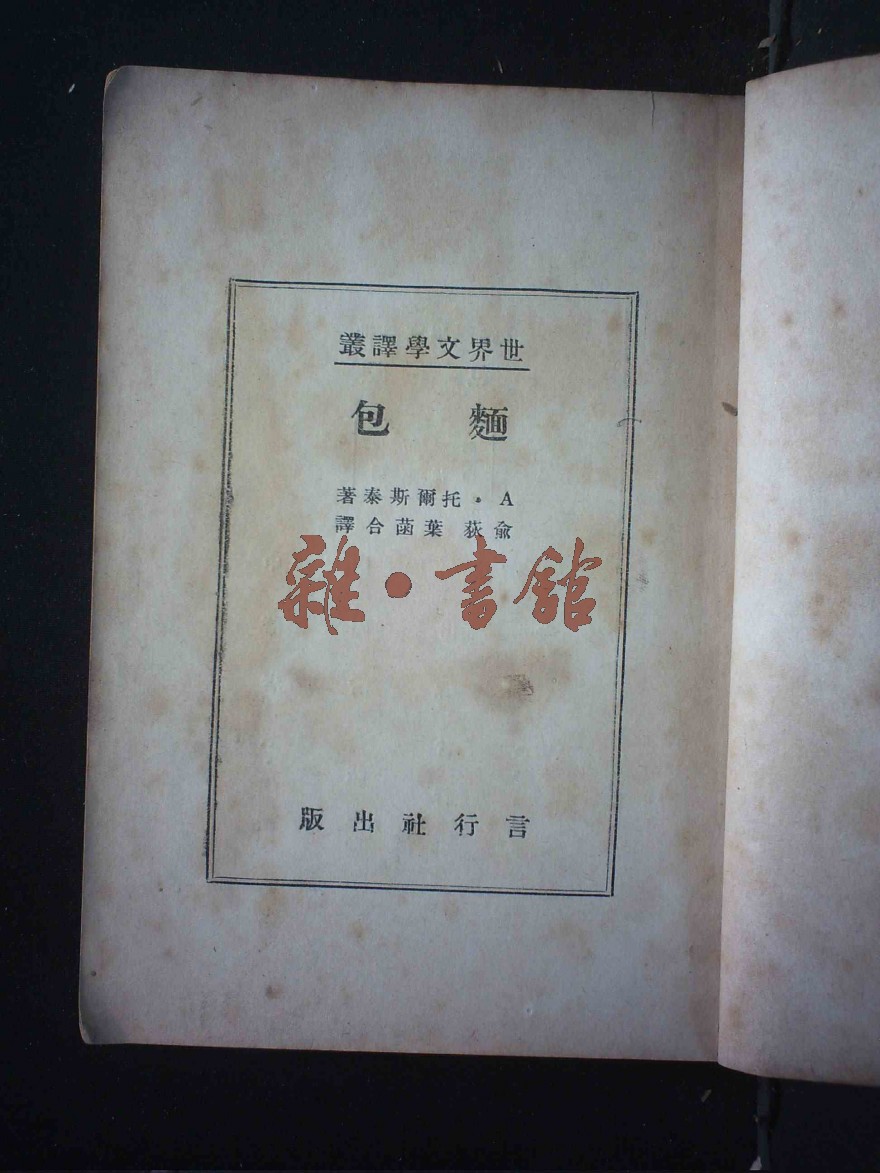 世界文學譯叢
麵包
A・托爾斯泰著
俞荻 葉菡合譯
雜・書館
言行社出版